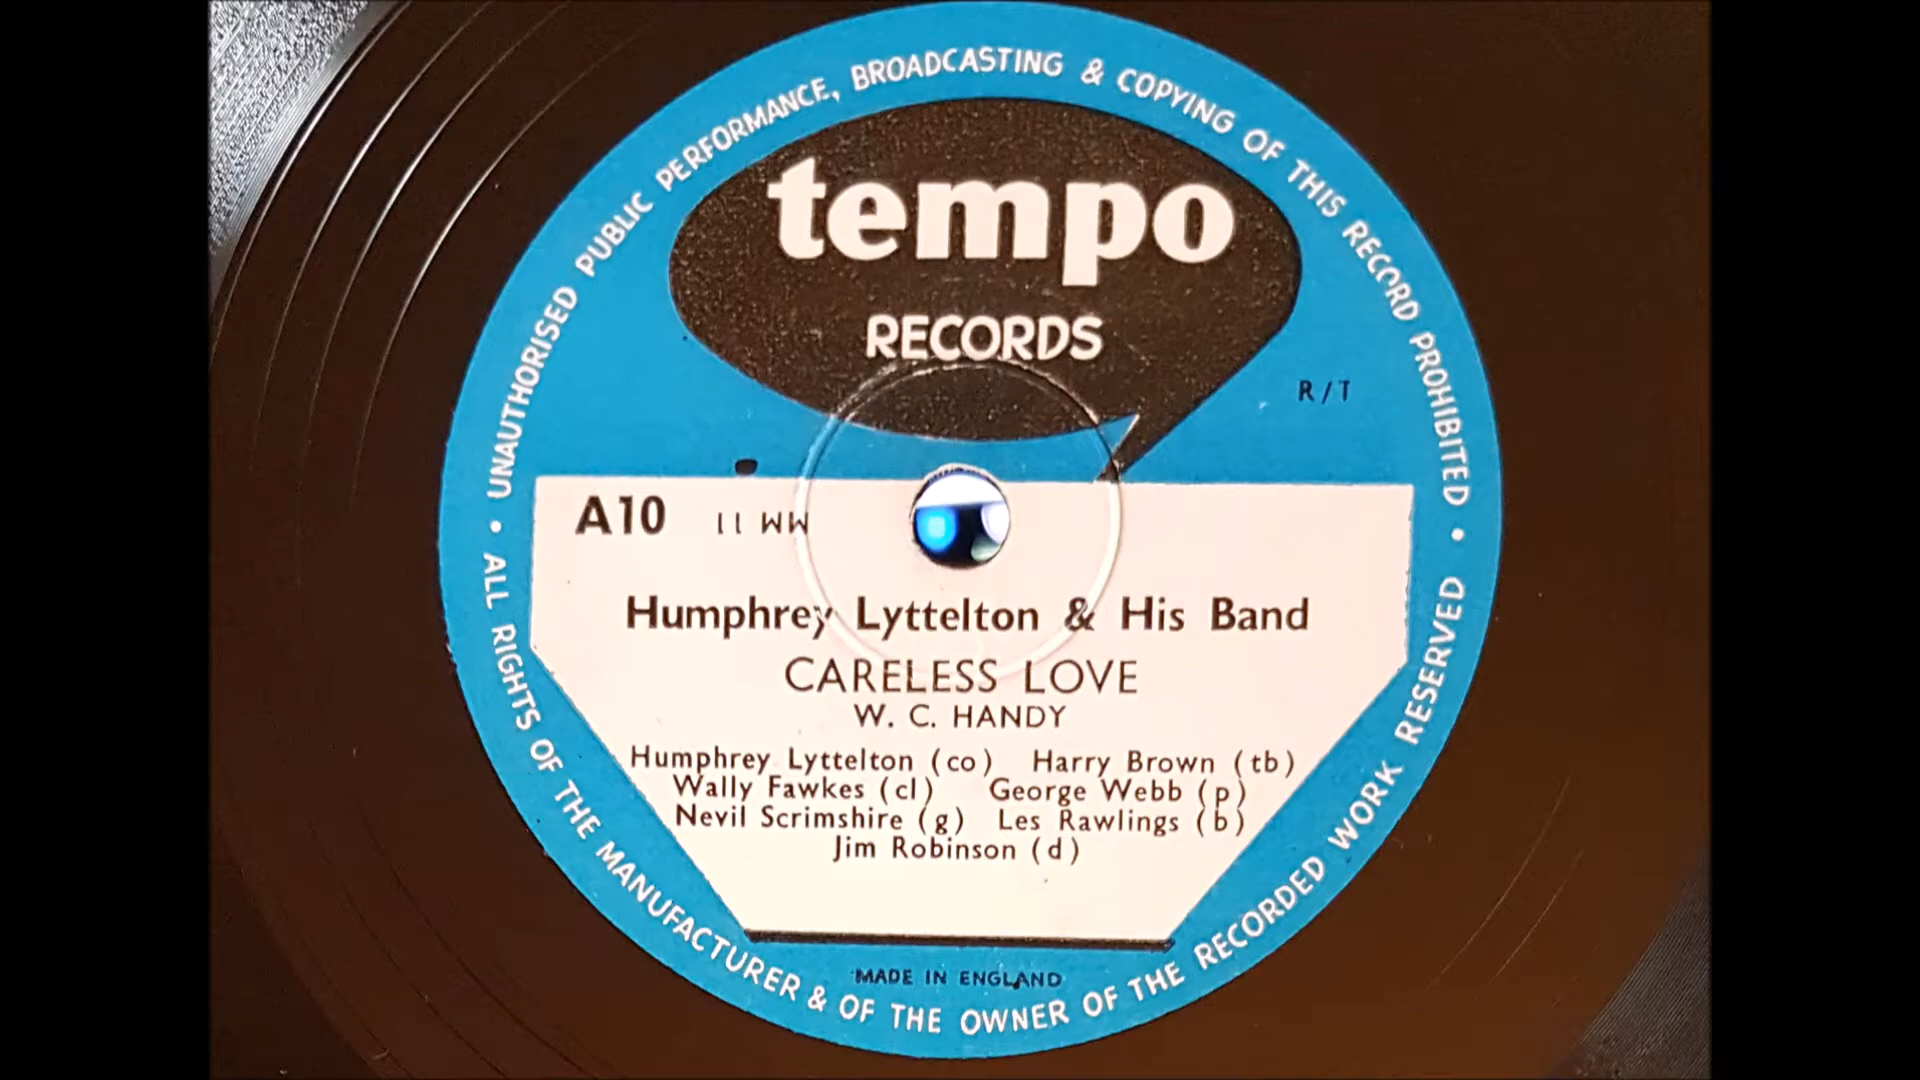 UNAUTHORISED PUBLIC PERFORMANCE, BROADCASTING & COPYING OF THIS RECORD PROHIBITED
tempo
RECORDS
R/T
A10 11 WW
Humphrey Lyttelton & His Band
CARELESS LOVE
W. C. HANDY
Humphrey Lyttelton (co) Harry Brown (tb)
Wally Fawkes (cl) George Webb (p)
Nevil Scrimshire (g) Les Rawlings (b)
Jim Robinson (d)
MADE IN ENGLAND
• ALL RIGHTS OF THE MANUFACTURER & OF THE OWNER OF THE RECORDED WORK RESERVED •